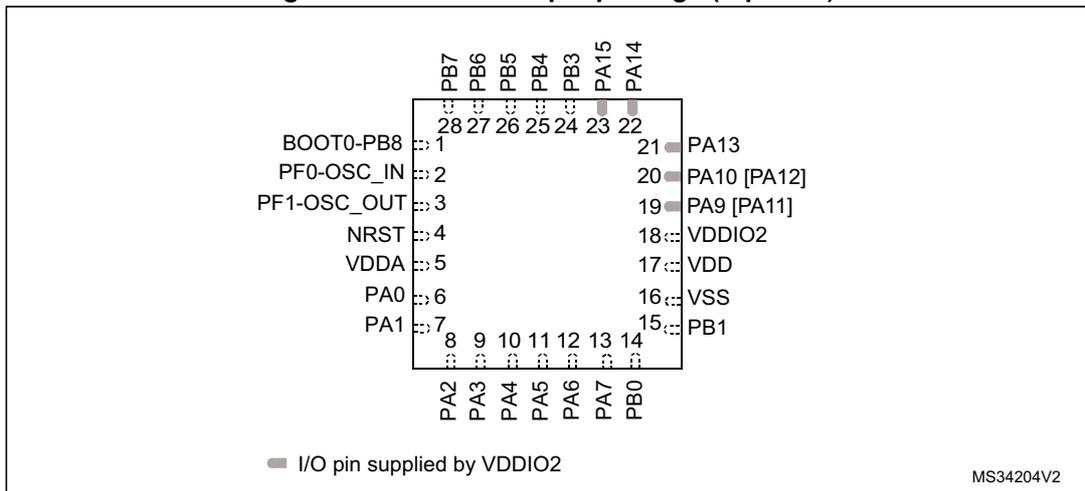 PB7 PB6 PB5 PB4 PB3 PA15 PA14
28 27 26 25 24 23 22
BOOT0-PB8 1
PF0-OSC_IN 2
PF1-OSC_OUT 3
NRST 4
VDDA 5
PA0 6
PA1 7
21 PA13
20 PA10 [PA12]
19 PA9 [PA11]
18 VDDIO2
17 VDD
16 VSS
15 PB1
8 9 10 11 12 13 14
PA2 PA3 PA4 PA5 PA6 PA7 PB0
I/O pin supplied by VDDIO2
MS34204V2